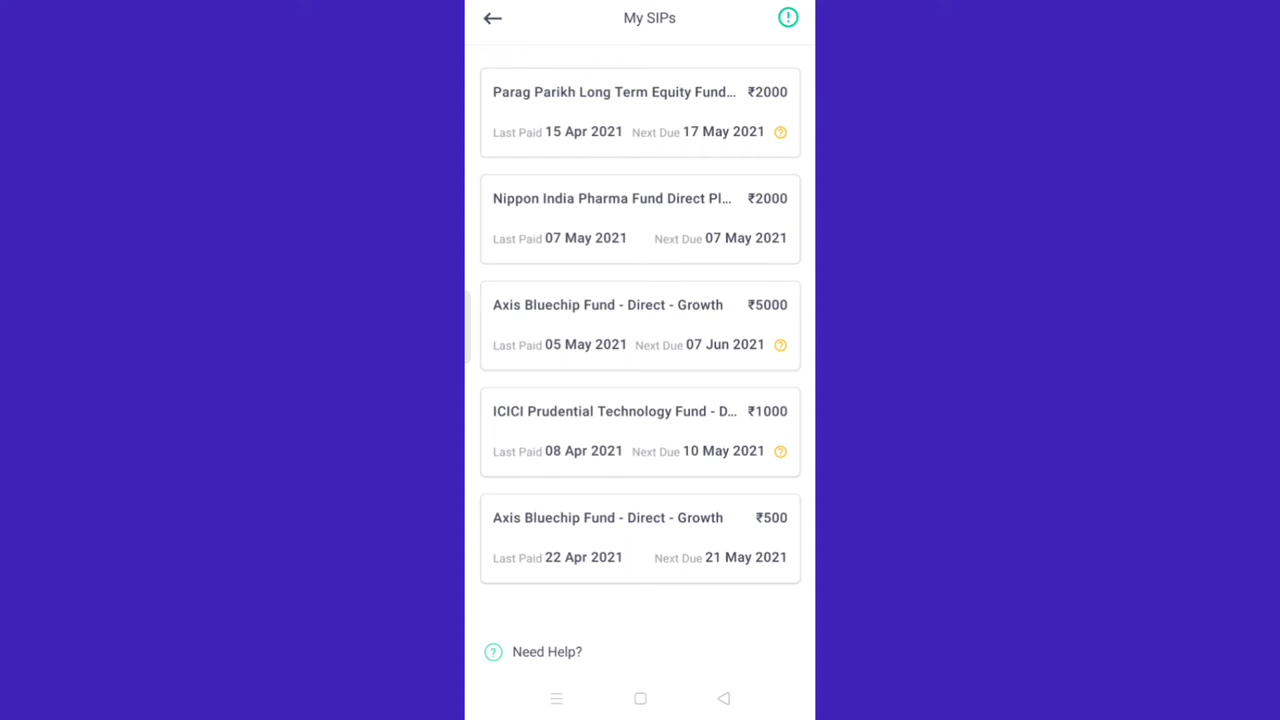 My SIPs
Parag Parikh Long Term Equity Fund... ₹2000
Last Paid 15 Apr 2021 Next Due 17 May 2021
Nippon India Pharma Fund Direct Pl... ₹2000
Last Paid 07 May 2021 Next Due 07 May 2021
Axis Bluechip Fund - Direct - Growth ₹5000
Last Paid 05 May 2021 Next Due 07 Jun 2021
ICICI Prudential Technology Fund - D... ₹1000
Last Paid 08 Apr 2021 Next Due 10 May 2021
Axis Bluechip Fund - Direct - Growth ₹500
Last Paid 22 Apr 2021 Next Due 21 May 2021
Need Help?